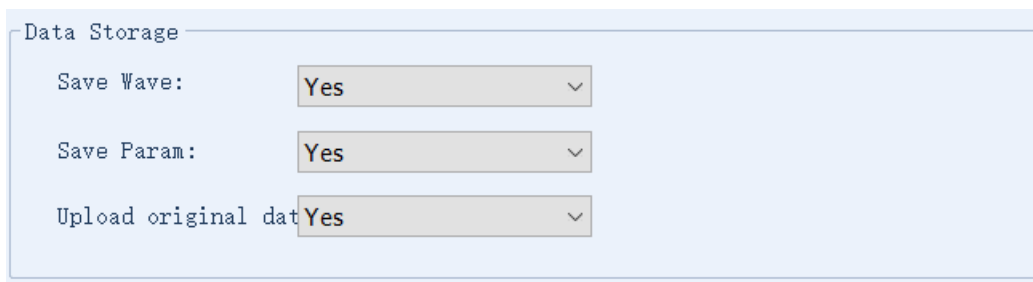 Data Storage
Save Wave: Yes
Save Param: Yes
Upload original dat Yes